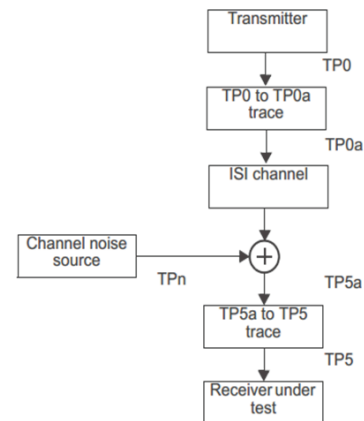 Transmitter
TP0
TP0 to TP0a
trace
TP0a
ISI channel
Channel noise
source
TPn
+
TP5a
TP5a to TP5
trace
TP5
Receiver under
test